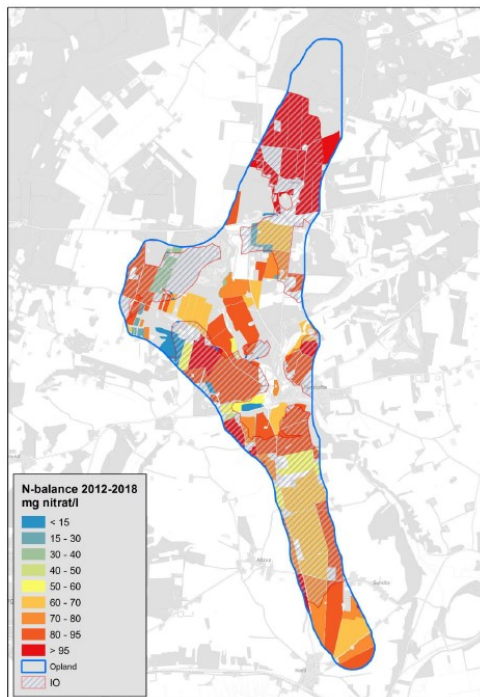 N-balance 2012-2018
mg nitrat/l
< 15
15 - 30
30 - 40
40 - 50
50 - 60
60 - 70
70 - 80
80 - 95
> 95
Opland
IO